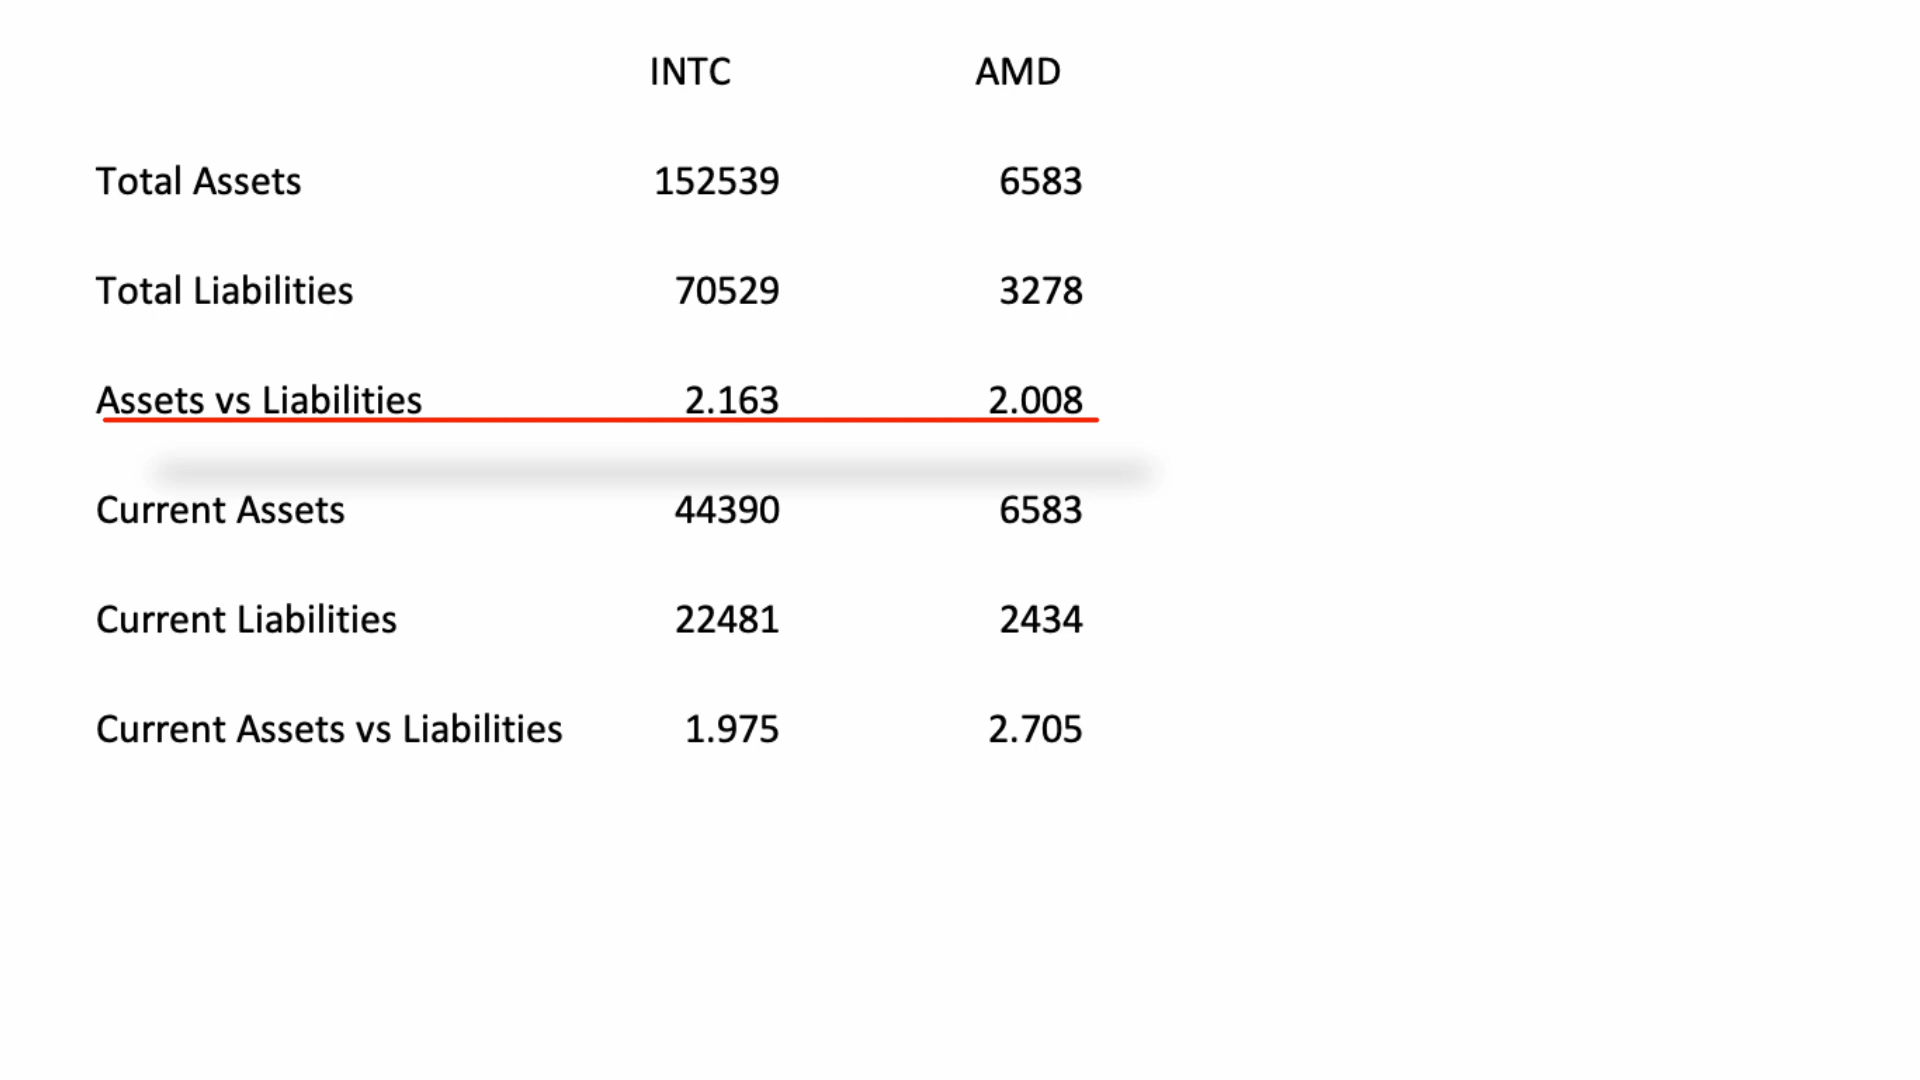 INTC AMD
Total Assets 152539 6583
Total Liabilities 70529 3278
Assets vs Liabilities 2.163 2.008
Current Assets 44390 6583
Current Liabilities 22481 2434
Current Assets vs Liabilities 1.975 2.705